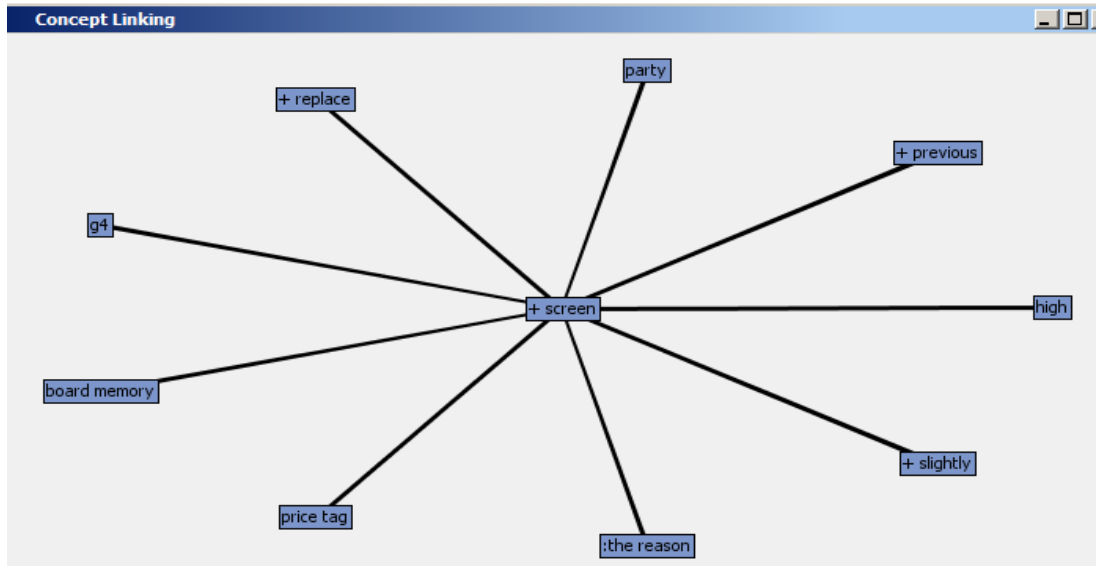 Concept Linking
party
+ replace
+ previous
g4
+ screen
high
board memory
+ slightly
price tag
:the reason